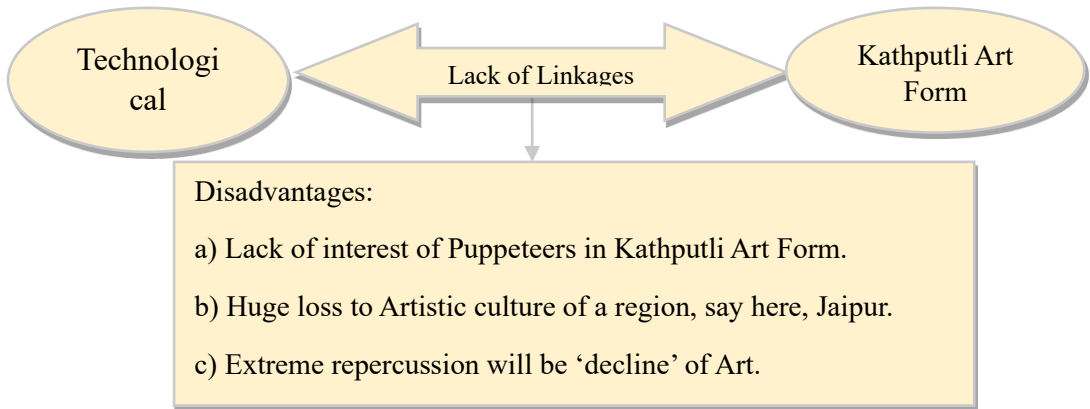 Technologi
cal
Lack of Linkages
Kathputli Art
Form
Disadvantages:
a) Lack of interest of Puppeteers in Kathputli Art Form.
b) Huge loss to Artistic culture of a region, say here, Jaipur.
c) Extreme repercussion will be ‘decline’ of Art.